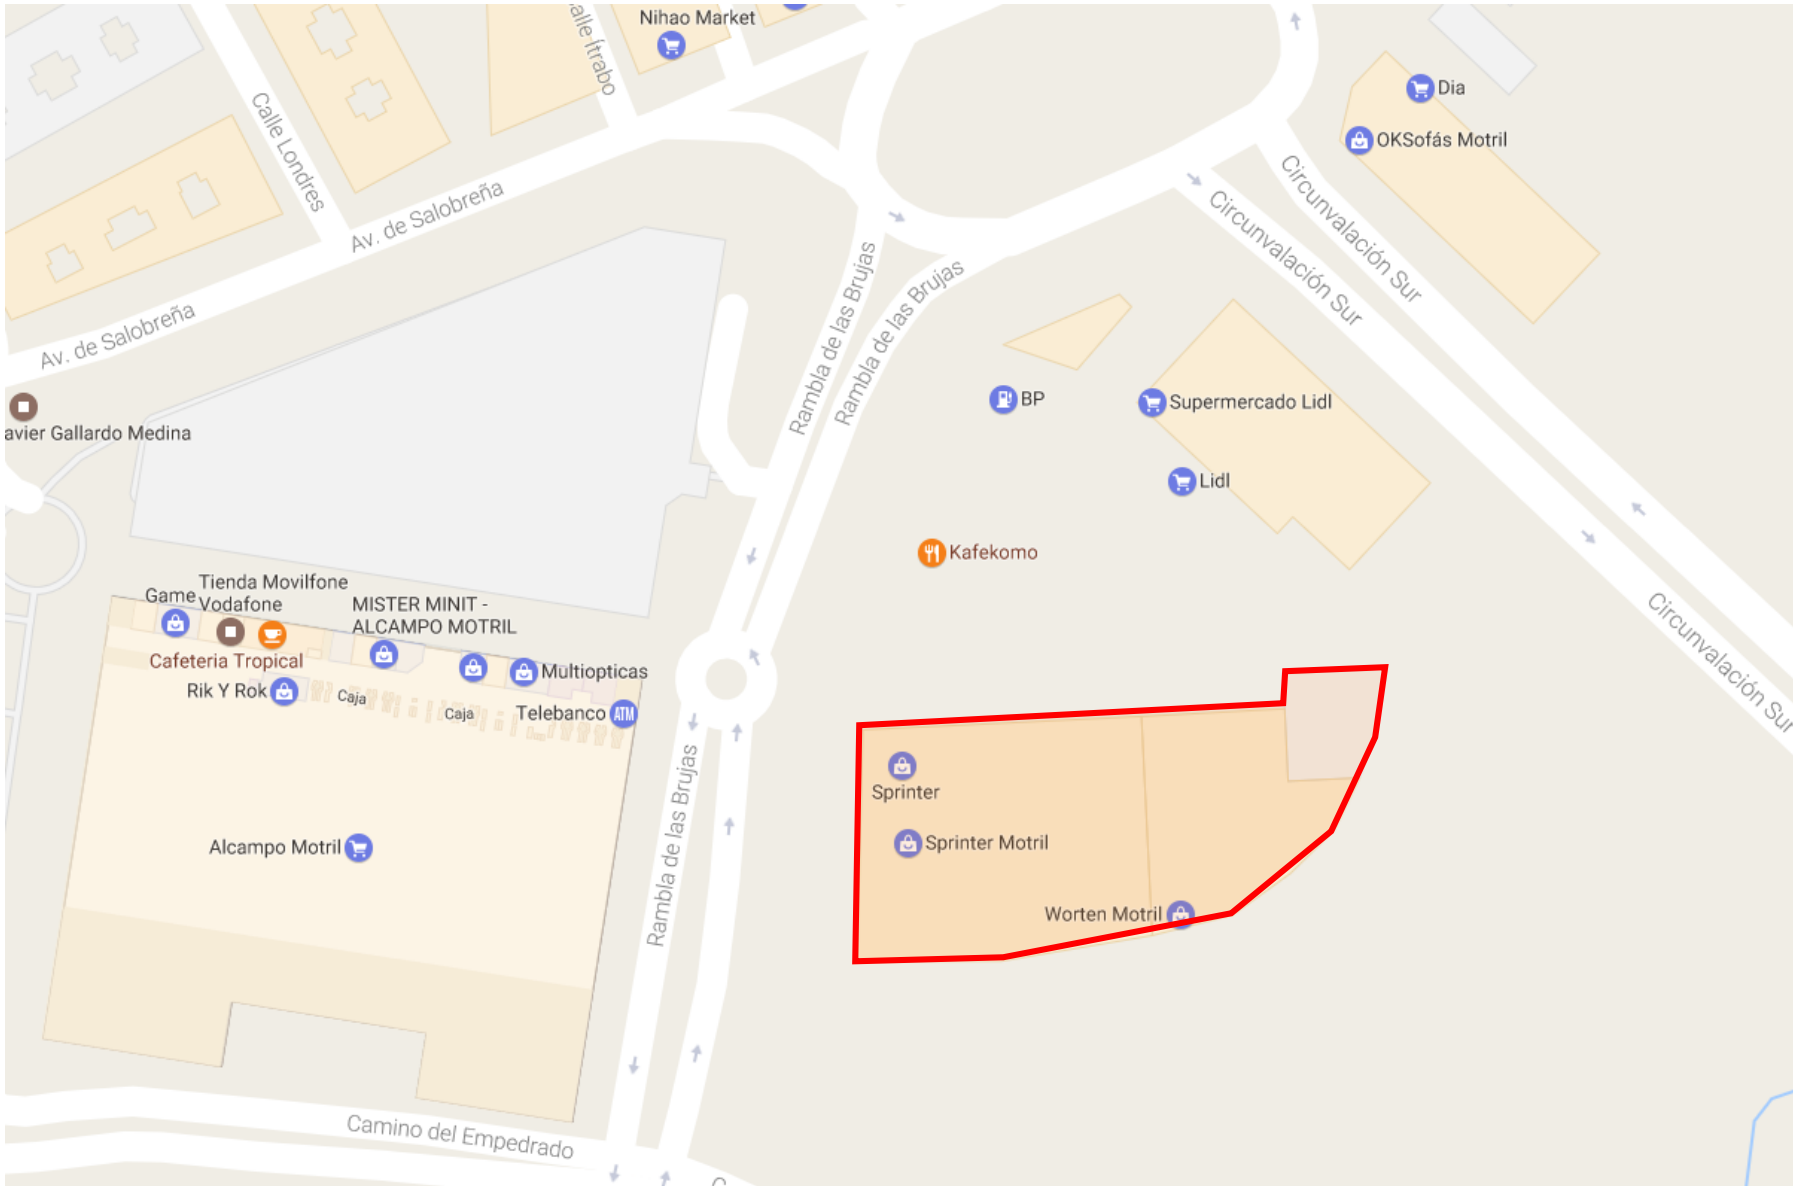 Nihao Market
alle Ítrabo
Dia
OKSofás Motril
Calle Londres
Av. de Salobreña
Circunvalación Sur
Circunvalación Sur
Rambla de las Brujas
Rambla de las Brujas
Av. de Salobreña
BP
Supermercado Lidl
avier Gallardo Medina
Lidl
Kafekomo
Tienda Movilfone
Vodafone
Game
MISTER MINIT -
ALCAMPO MOTRIL
Circunvalación Sur
Cafeteria Tropical
Multiopticas
Rik Y Rok
Caja
Caja
Telebanco
ATM
Sprinter
Rambla de las Brujas
Alcampo Motril
Sprinter Motril
Worten Motril
Camino del Empedrado